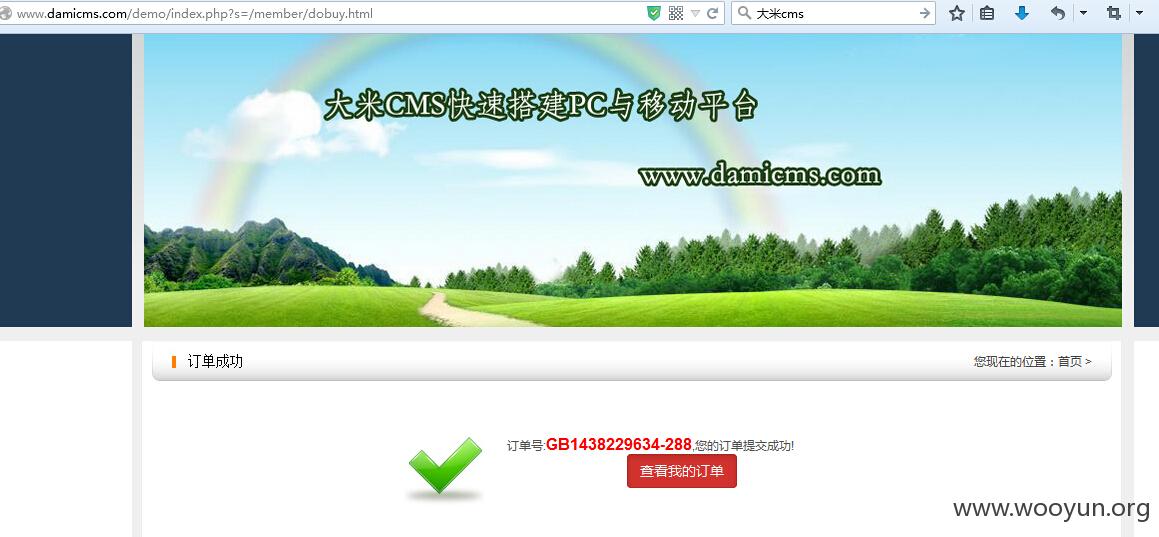 www.damicms.com/demo/index.php?s=/member/dobuy.html
大米cms
大米CMS快速搭建PC与移动平台
www.damicms.com
订单成功
您现在的位置：首页 >
订单号:GB1438229634-288,您的订单提交成功!
查看我的订单
www.wooyun.org